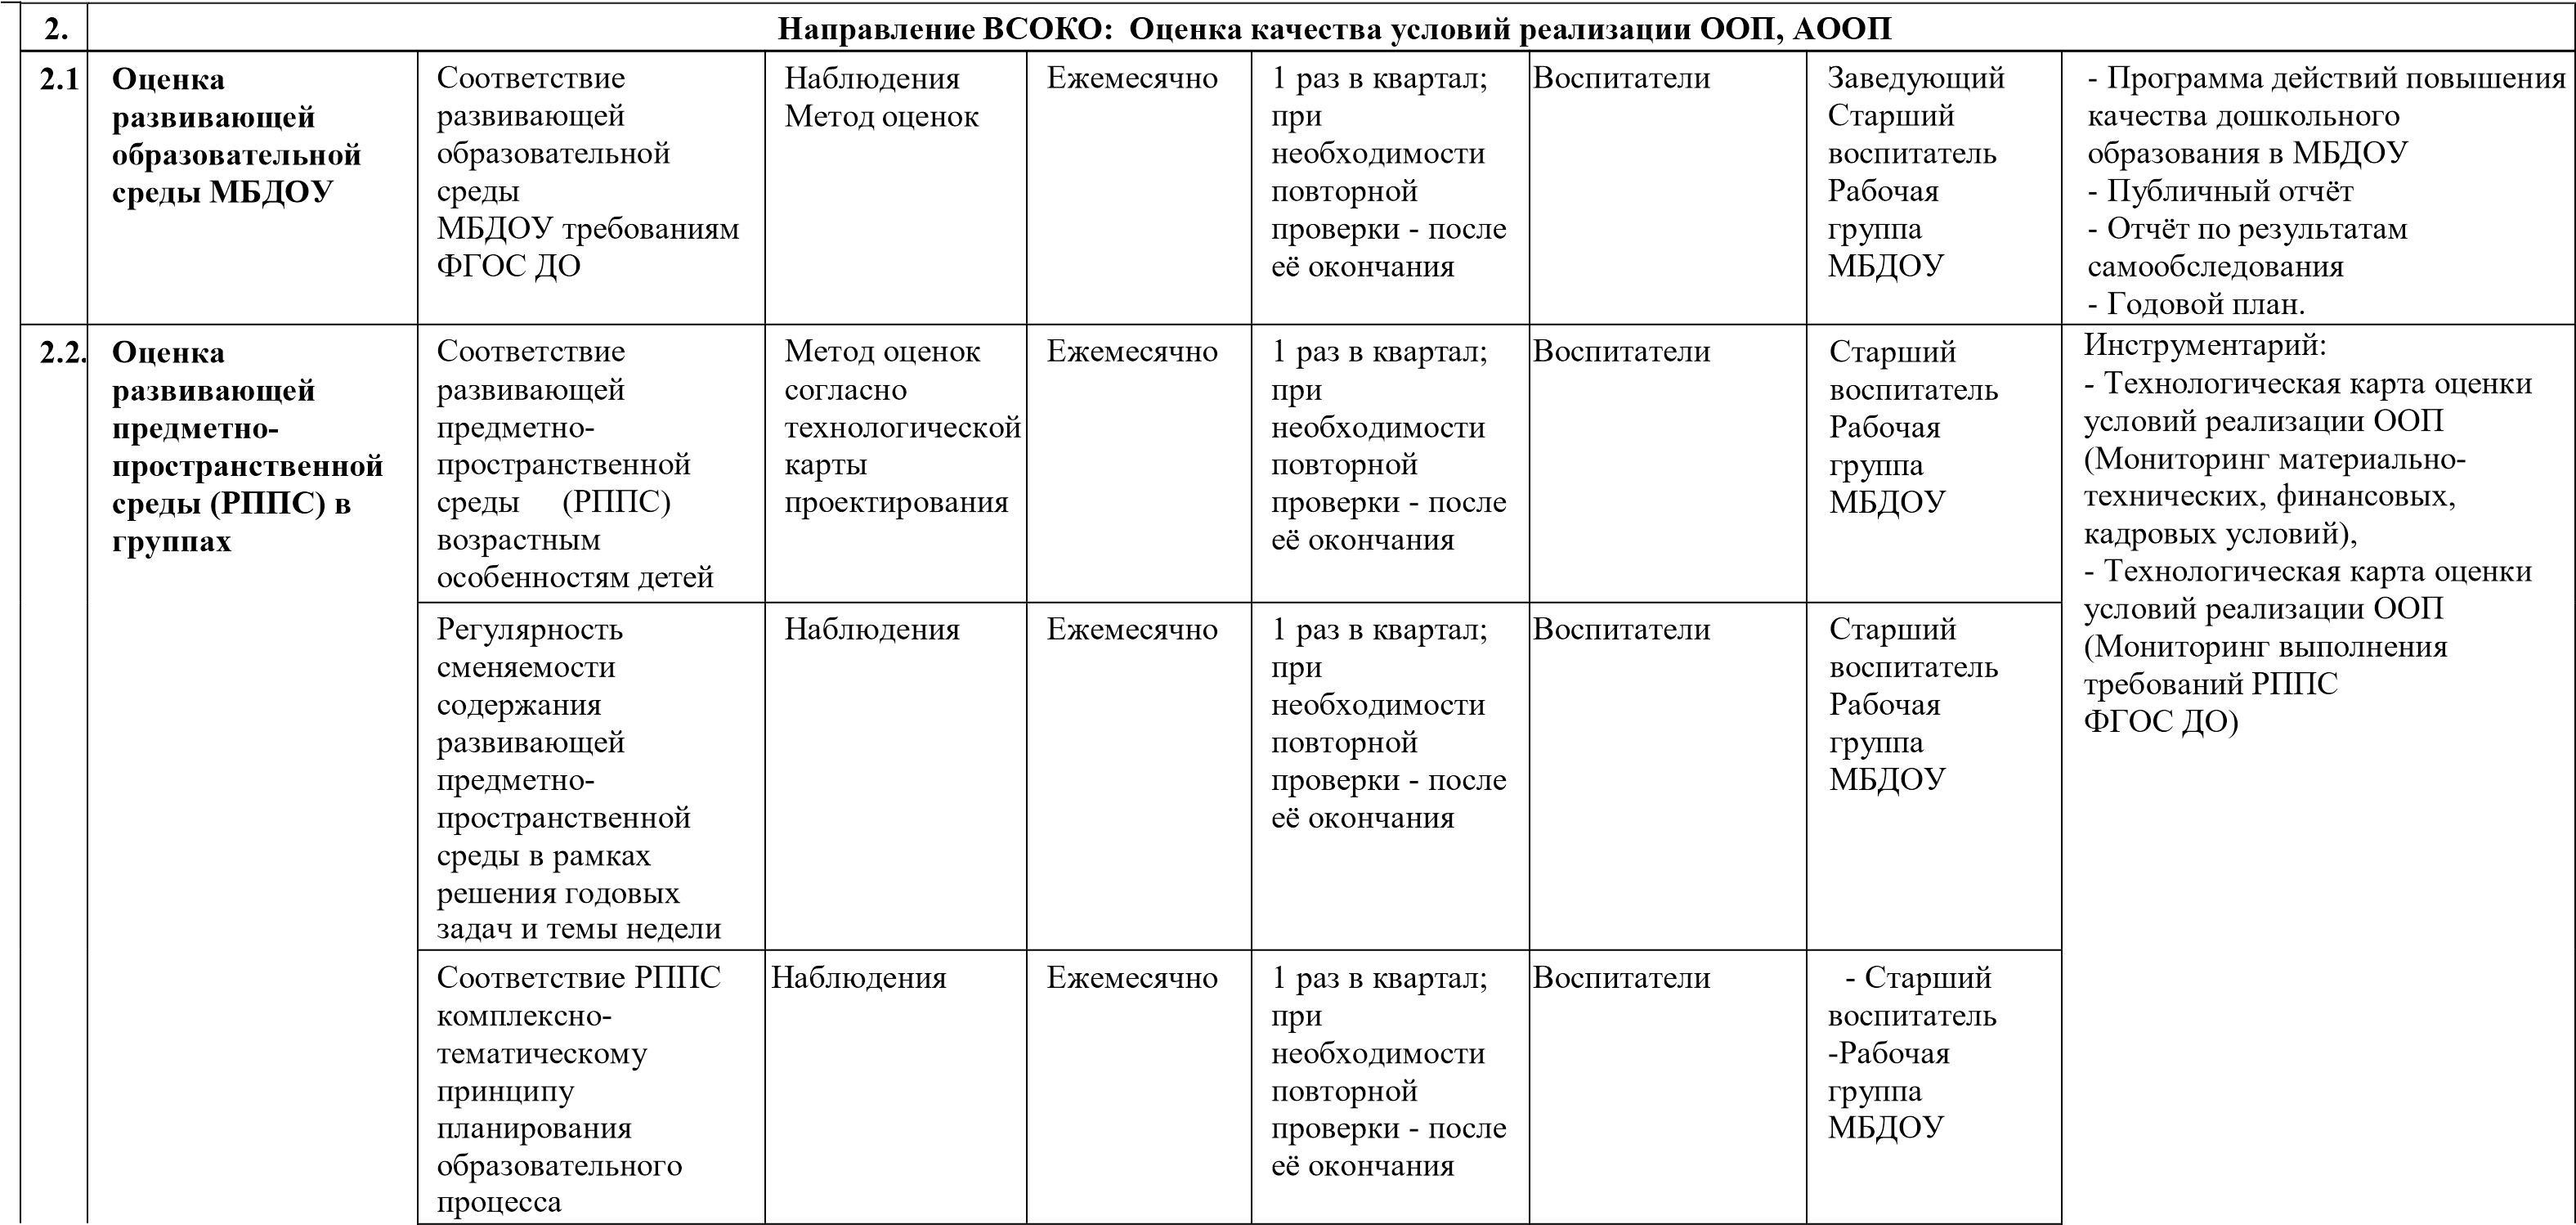 2.
Направление ВСОКО: Оценка качества условий реализации ООП, АООП
2.1
Оценка
развивающей
образовательной
среды МБДОУ
Соответствие
развивающей
образовательной
среды
МБДОУ требованиям
ФГОС ДО
Наблюдения
Метод оценок
Ежемесячно
1 раз в квартал;
при
необходимости
повторной
проверки - после
её окончания
Воспитатели
Заведующий
Старший
воспитатель
Рабочая
группа
МБДОУ
- Программа действий повышения
качества дошкольного
образования в МБДОУ
- Публичный отчёт
- Отчёт по результатам
самообследования
- Годовой план.
2.2.
Оценка
развивающей
предметно-
пространственной
среды (РППС) в
группах
Соответствие
развивающей
предметно-
пространственной
среды (РППС)
возрастным
особенностям детей
Метод оценок
согласно
технологической
карты
проектирования
Ежемесячно
1 раз в квартал;
при
необходимости
повторной
проверки - после
её окончания
Воспитатели
Старший
воспитатель
Рабочая
группа
МБДОУ
Инструментарий:
- Технологическая карта оценки
условий реализации ООП
(Мониторинг материально-
технических, финансовых,
кадровых условий),
- Технологическая карта оценки
условий реализации ООП
(Мониторинг выполнения
требований РППС
ФГОС ДО)
Регулярность
сменяемости
содержания
развивающей
предметно-
пространственной
среды в рамках
решения годовых
задач и темы недели
Наблюдения
Ежемесячно
1 раз в квартал;
при
необходимости
повторной
проверки - после
её окончания
Воспитатели
Старший
воспитатель
Рабочая
группа
МБДОУ
Соответствие РППС
комплексно-
тематическому
принципу
планирования
образовательного
процесса
Наблюдения
Ежемесячно
1 раз в квартал;
при
необходимости
повторной
проверки - после
её окончания
Воспитатели
- Старший
воспитатель
-Рабочая
группа
МБДОУ